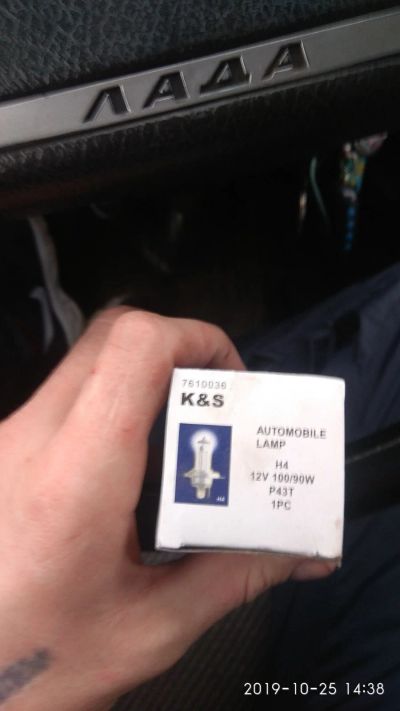 ЛАДА
7610036
K&S
AUTOMOBILE
LAMP
H4
12V 100/90W
P43T
1PC
2019-10-25 14:38